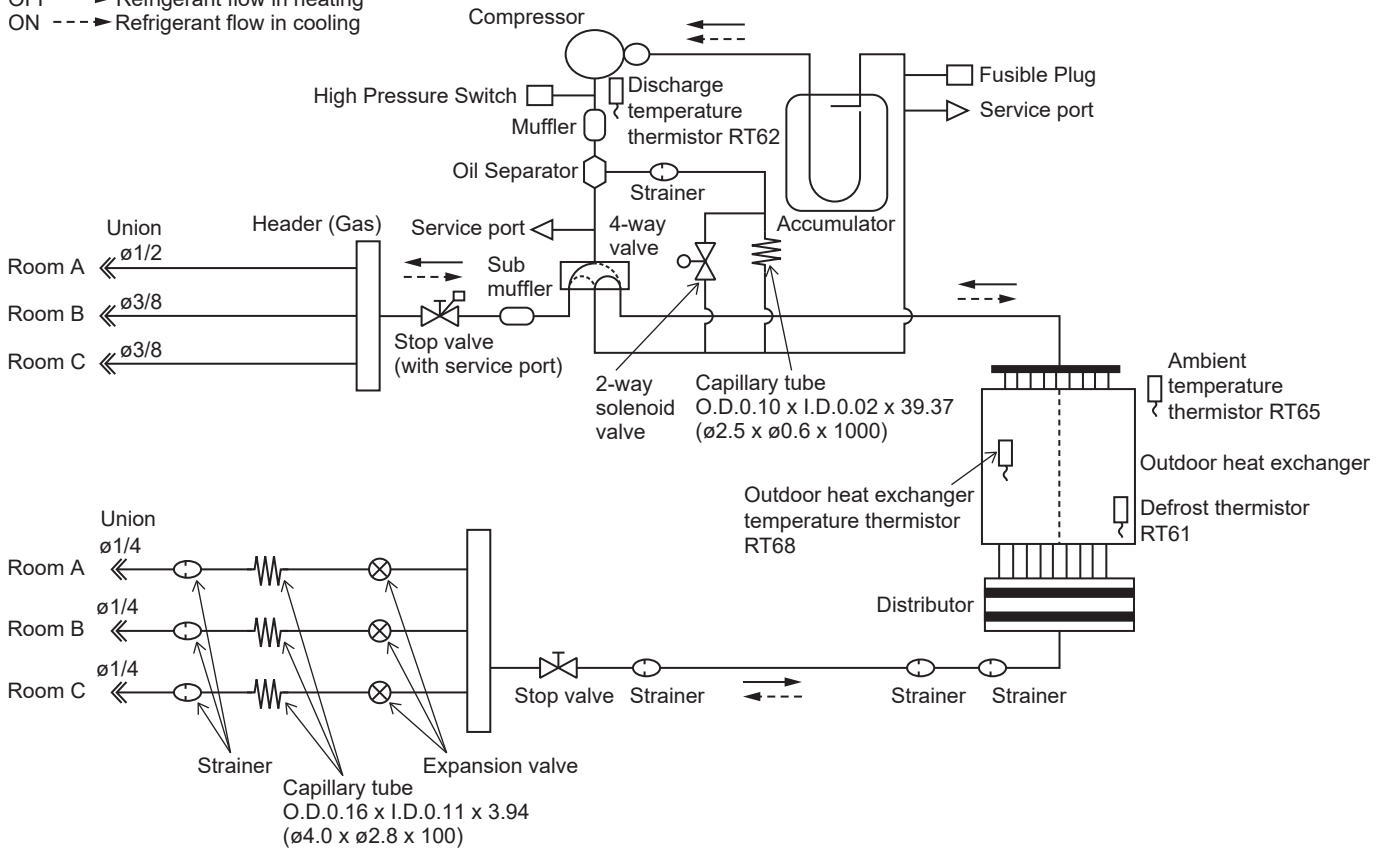 Refrigerant flow in heating
ON Refrigerant flow in cooling
Compressor
Fusible Plug
Service port
High Pressure Switch
Discharge
temperature
thermistor RT62
Muffler
Oil Separator
Strainer
Accumulator
Service port
4-way
valve
Union
Header (Gas)
Room A
ø1/2
Room B
ø3/8
Room C
ø3/8
Sub
muffler
Stop valve
(with service port)
2-way
solenoid
valve
Capillary tube
O.D.0.10 x I.D.0.02 x 39.37
(ø2.5 x ø0.6 x 1000)
Ambient
temperature
thermistor RT65
Outdoor heat exchanger
Outdoor heat exchanger
temperature thermistor
RT68
Defrost thermistor
RT61
Distributor
Union
ø1/4
Room A
ø1/4
Room B
ø1/4
Room C
Stop valve
Strainer
Strainer
Strainer
Strainer
Expansion valve
Capillary tube
O.D.0.16 x I.D.0.11 x 3.94
(ø4.0 x ø2.8 x 100)